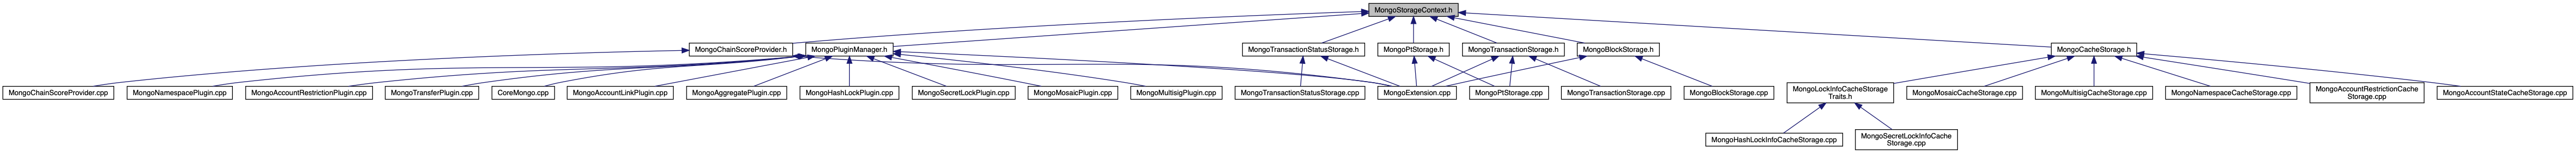 MongoStorageContext.h
MongoChainScoreProvider.h
MongoPluginManager.h
MongoTransactionStatusStorage.h
MongoPtStorage.h
MongoTransactionStorage.h
MongoBlockStorage.h
MongoCacheStorage.h
MongoChainScoreProvider.cpp
MongoNamespacePlugin.cpp
MongoAccountRestrictionPlugin.cpp
MongoTransferPlugin.cpp
CoreMongo.cpp
MongoAccountLinkPlugin.cpp
MongoAggregatePlugin.cpp
MongoHashLockPlugin.cpp
MongoSecretLockPlugin.cpp
MongoMosaicPlugin.cpp
MongoMultisigPlugin.cpp
MongoTransactionStatusStorage.cpp
MongoExtension.cpp
MongoPtStorage.cpp
MongoTransactionStorage.cpp
MongoBlockStorage.cpp
MongoLockInfoCacheStorage
Traits.h
MongoMosaicCacheStorage.cpp
MongoMultisigCacheStorage.cpp
MongoNamespaceCacheStorage.cpp
MongoAccountRestrictionCache
Storage.cpp
MongoAccountStateCacheStorage.cpp
MongoHashLockInfoCacheStorage.cpp
MongoSecretLockInfoCache
Storage.cpp